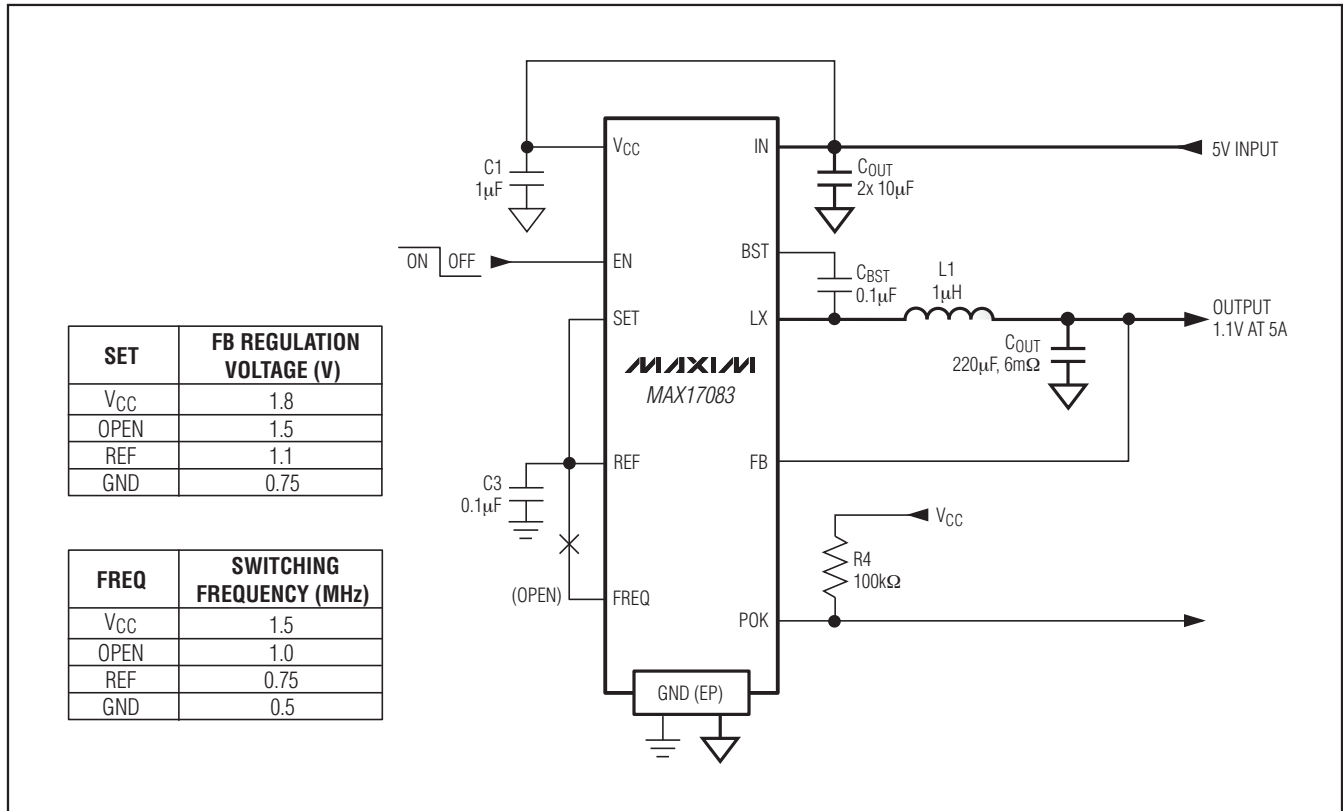 VCC
IN
5V INPUT
C1
1μF
COUT
2x 10μF
ON OFF
EN
BST
CBST
0.1μF
L1
1μH
SET
LX
OUTPUT
1.1V AT 5A
COUT
220μF, 6mΩ
MAXIM
MAX17083
REF
FB
C3
0.1μF
VCC
R4
100kΩ
(OPEN)
FREQ
POK
GND (EP)
SET FB REGULATION
VOLTAGE (V)
VCC 1.8
OPEN 1.5
REF 1.1
GND 0.75
FREQ SWITCHING
FREQUENCY (MHz)
VCC 1.5
OPEN 1.0
REF 0.75
GND 0.5